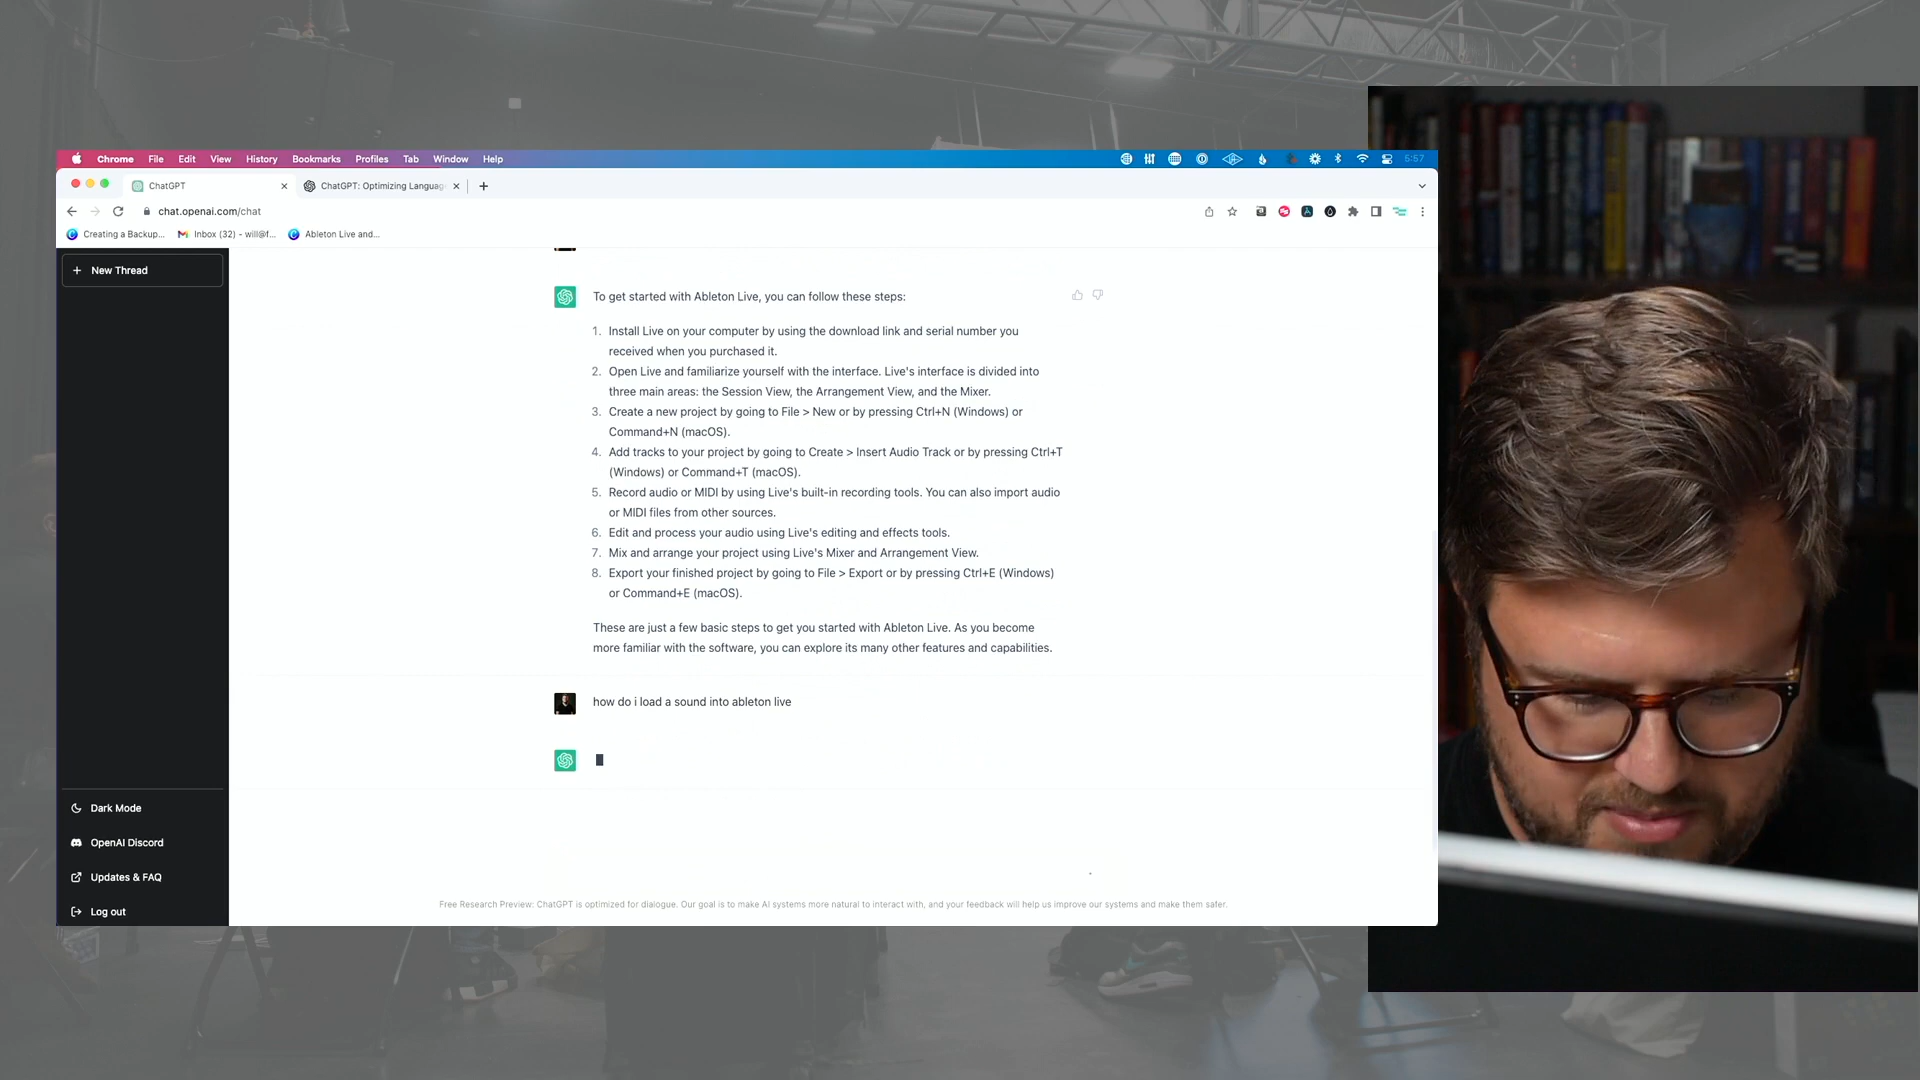 Chrome File Edit View History Bookmarks Profiles Tab Window Help 5:57
ChatGPT
ChatGPT: Optimizing Languag
chat.openai.com/chat
Creating a Backup... Inbox (32) - will@f... Ableton Live and...
+ New Thread
To get started with Ableton Live, you can follow these steps:
1. Install Live on your computer by using the download link and serial number you
received when you purchased it.
2. Open Live and familiarize yourself with the interface. Live's interface is divided into
three main areas: the Session View, the Arrangement View, and the Mixer.
3. Create a new project by going to File > New or by pressing Ctrl+N (Windows) or
Command+N (macOS).
4. Add tracks to your project by going to Create > Insert Audio Track or by pressing Ctrl+T
(Windows) or Command+T (macOS).
5. Record audio or MIDI by using Live's built-in recording tools. You can also import audio
or MIDI files from other sources.
6. Edit and process your audio using Live's editing and effects tools.
7. Mix and arrange your project using Live's Mixer and Arrangement View.
8. Export your finished project by going to File > Export or by pressing Ctrl+E (Windows)
or Command+E (macOS).
These are just a few basic steps to get you started with Ableton Live. As you become
more familiar with the software, you can explore its many other features and capabilities.
how do i load a sound into ableton live
Dark Mode
OpenAI Discord
Updates & FAQ
Log out
Free Research Preview: ChatGPT is optimized for dialogue. Our goal is to make AI systems more natural to interact with, and your feedback will help us improve our systems and make them safer.